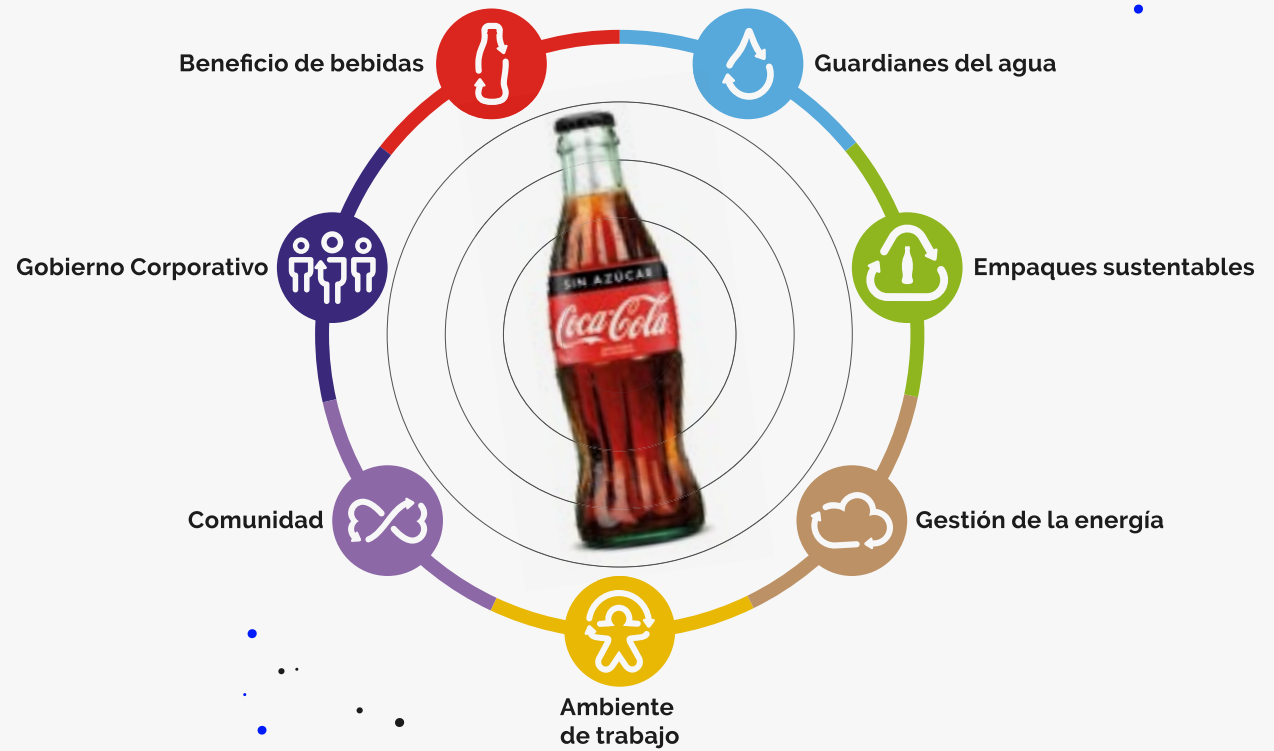 Beneficio de bebidas
Guardianes del agua
Gobierno Corporativo
Empaques sustentables
SIN AZÚCAR
Coca-Cola
Comunidad
Gestión de la energía
Ambiente
de trabajo